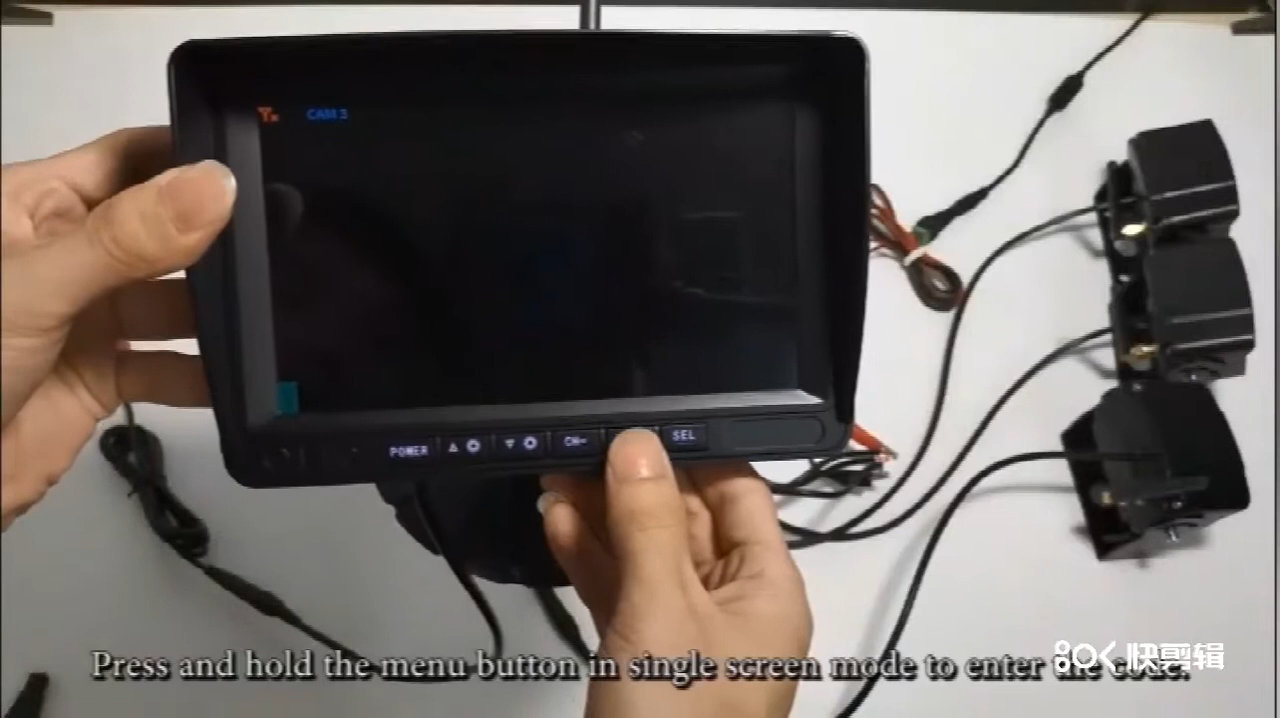 CAM 3
POWER
CH-
SEL
Press and hold the menu button in single screen mode to enter the code.
快剪辑